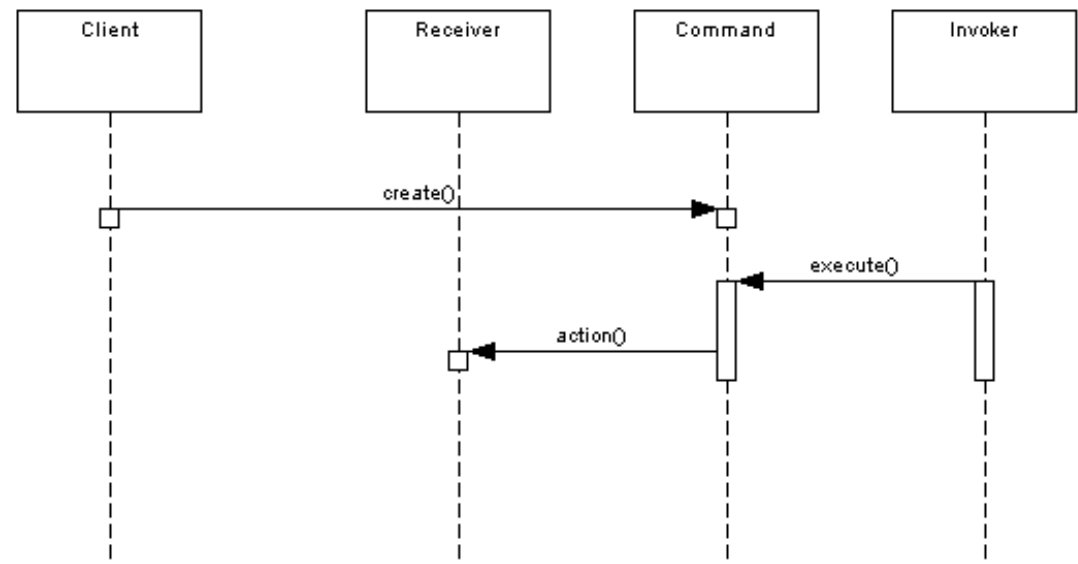 Client
Receiver
Command
Invoker
create()
execute()
action()